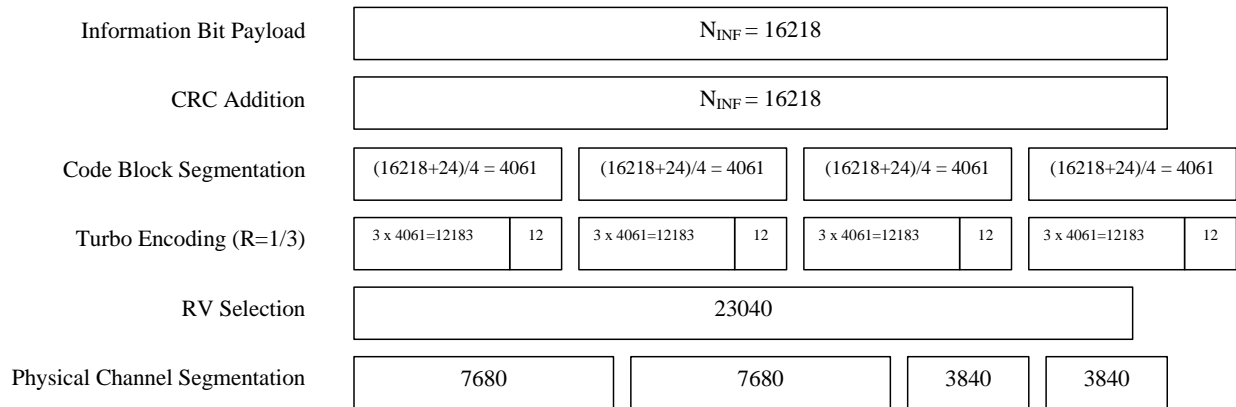 Information Bit Payload
N_INF = 16218
CRC Addition
N_INF = 16218
Code Block Segmentation
(16218+24)/4 = 4061
(16218+24)/4 = 4061
(16218+24)/4 = 4061
(16218+24)/4 = 4061
Turbo Encoding (R=1/3)
3 x 4061=12183
12
3 x 4061=12183
12
3 x 4061=12183
12
3 x 4061=12183
12
RV Selection
23040
Physical Channel Segmentation
7680
7680
3840
3840